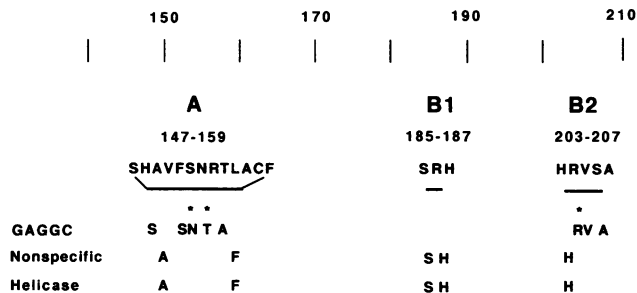 150 170 190 210
A B1 B2
147-159 185-187 203-207
SHAVFSNRTLACF SRH HRVSA
* * *
GAGGC S SN T A RV A
Nonspecific A F S H H
Helicase A F S H H